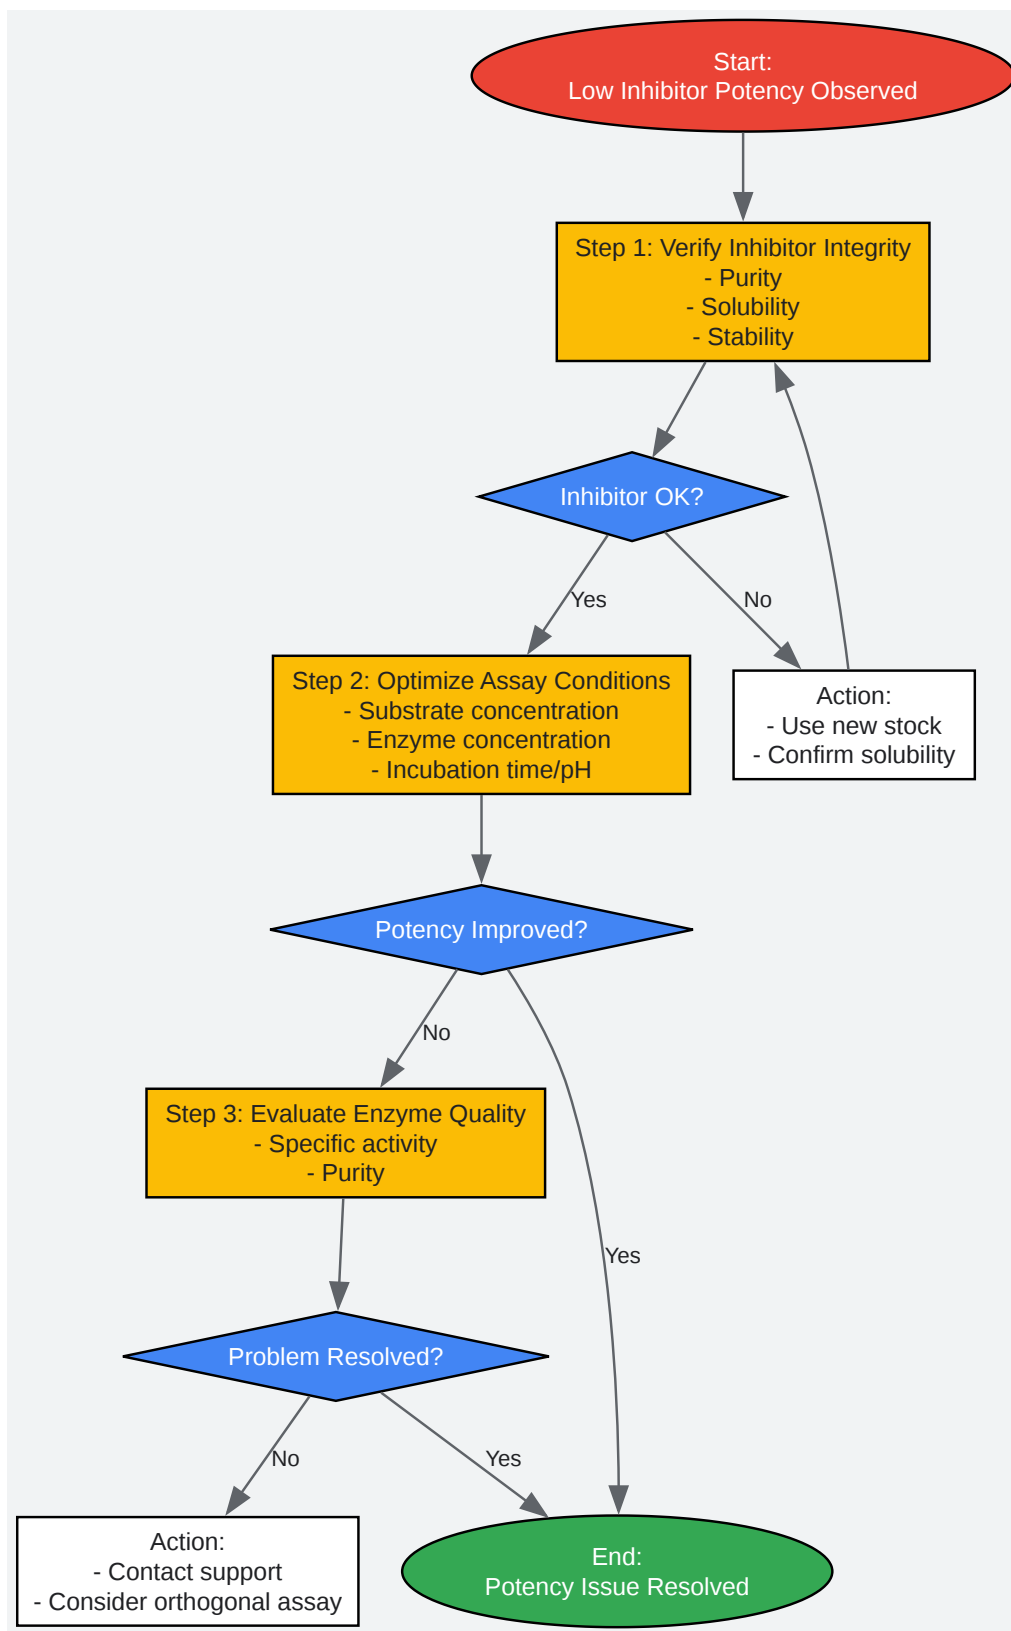 Start:
Low Inhibitor Potency Observed
Step 1: Verify Inhibitor Integrity
- Purity
- Solubility
- Stability
Inhibitor OK?
Yes
No
Step 2: Optimize Assay Conditions
- Substrate concentration
- Enzyme concentration
- Incubation time/pH
Action:
- Use new stock
- Confirm solubility
Potency Improved?
No
Step 3: Evaluate Enzyme Quality
- Specific activity
- Purity
Yes
Problem Resolved?
No
Yes
Action:
- Contact support
- Consider orthogonal assay
End:
Potency Issue Resolved